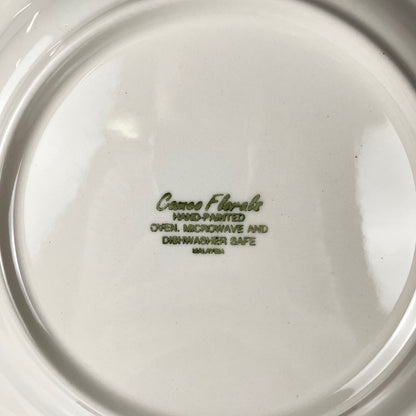 Cameo Florals
HAND-PAINTED
OVEN, MICROWAVE AND
DISHWASHER SAFE
MALAYSIA